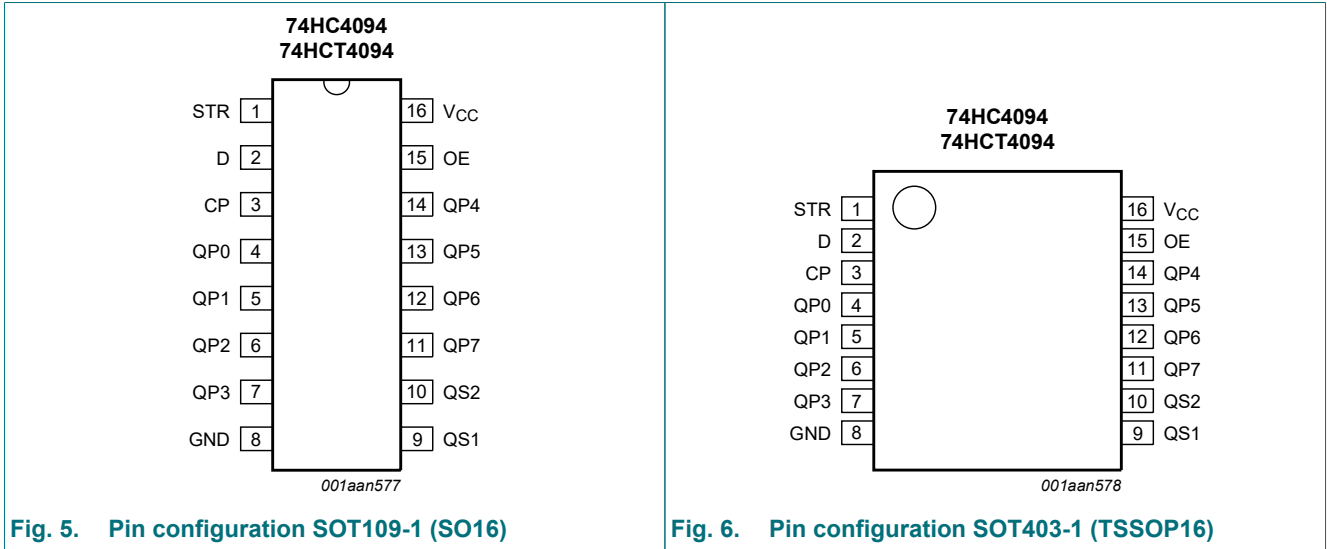 74HC4094
74HCT4094
STR 1
16 VCC
D 2
15 OE
CP 3
14 QP4
QP0 4
13 QP5
QP1 5
12 QP6
QP2 6
11 QP7
QP3 7
10 QS2
GND 8
9 QS1
001aan577
Fig. 5. Pin configuration SOT109-1 (SO16)
74HC4094
74HCT4094
STR 1
16 VCC
D 2
15 OE
CP 3
14 QP4
QP0 4
13 QP5
QP1 5
12 QP6
QP2 6
11 QP7
QP3 7
10 QS2
GND 8
9 QS1
001aan578
Fig. 6. Pin configuration SOT403-1 (TSSOP16)